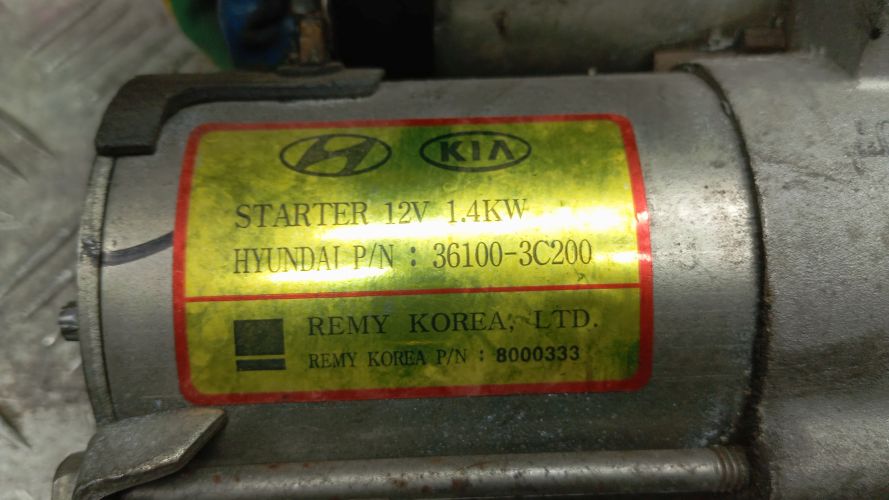 KIA
STARTER 12V 1.4KW
HYUNDAI P/N : 36100-3C200
REMY KOREA, LTD.
REMY KOREA P/N : 8000333